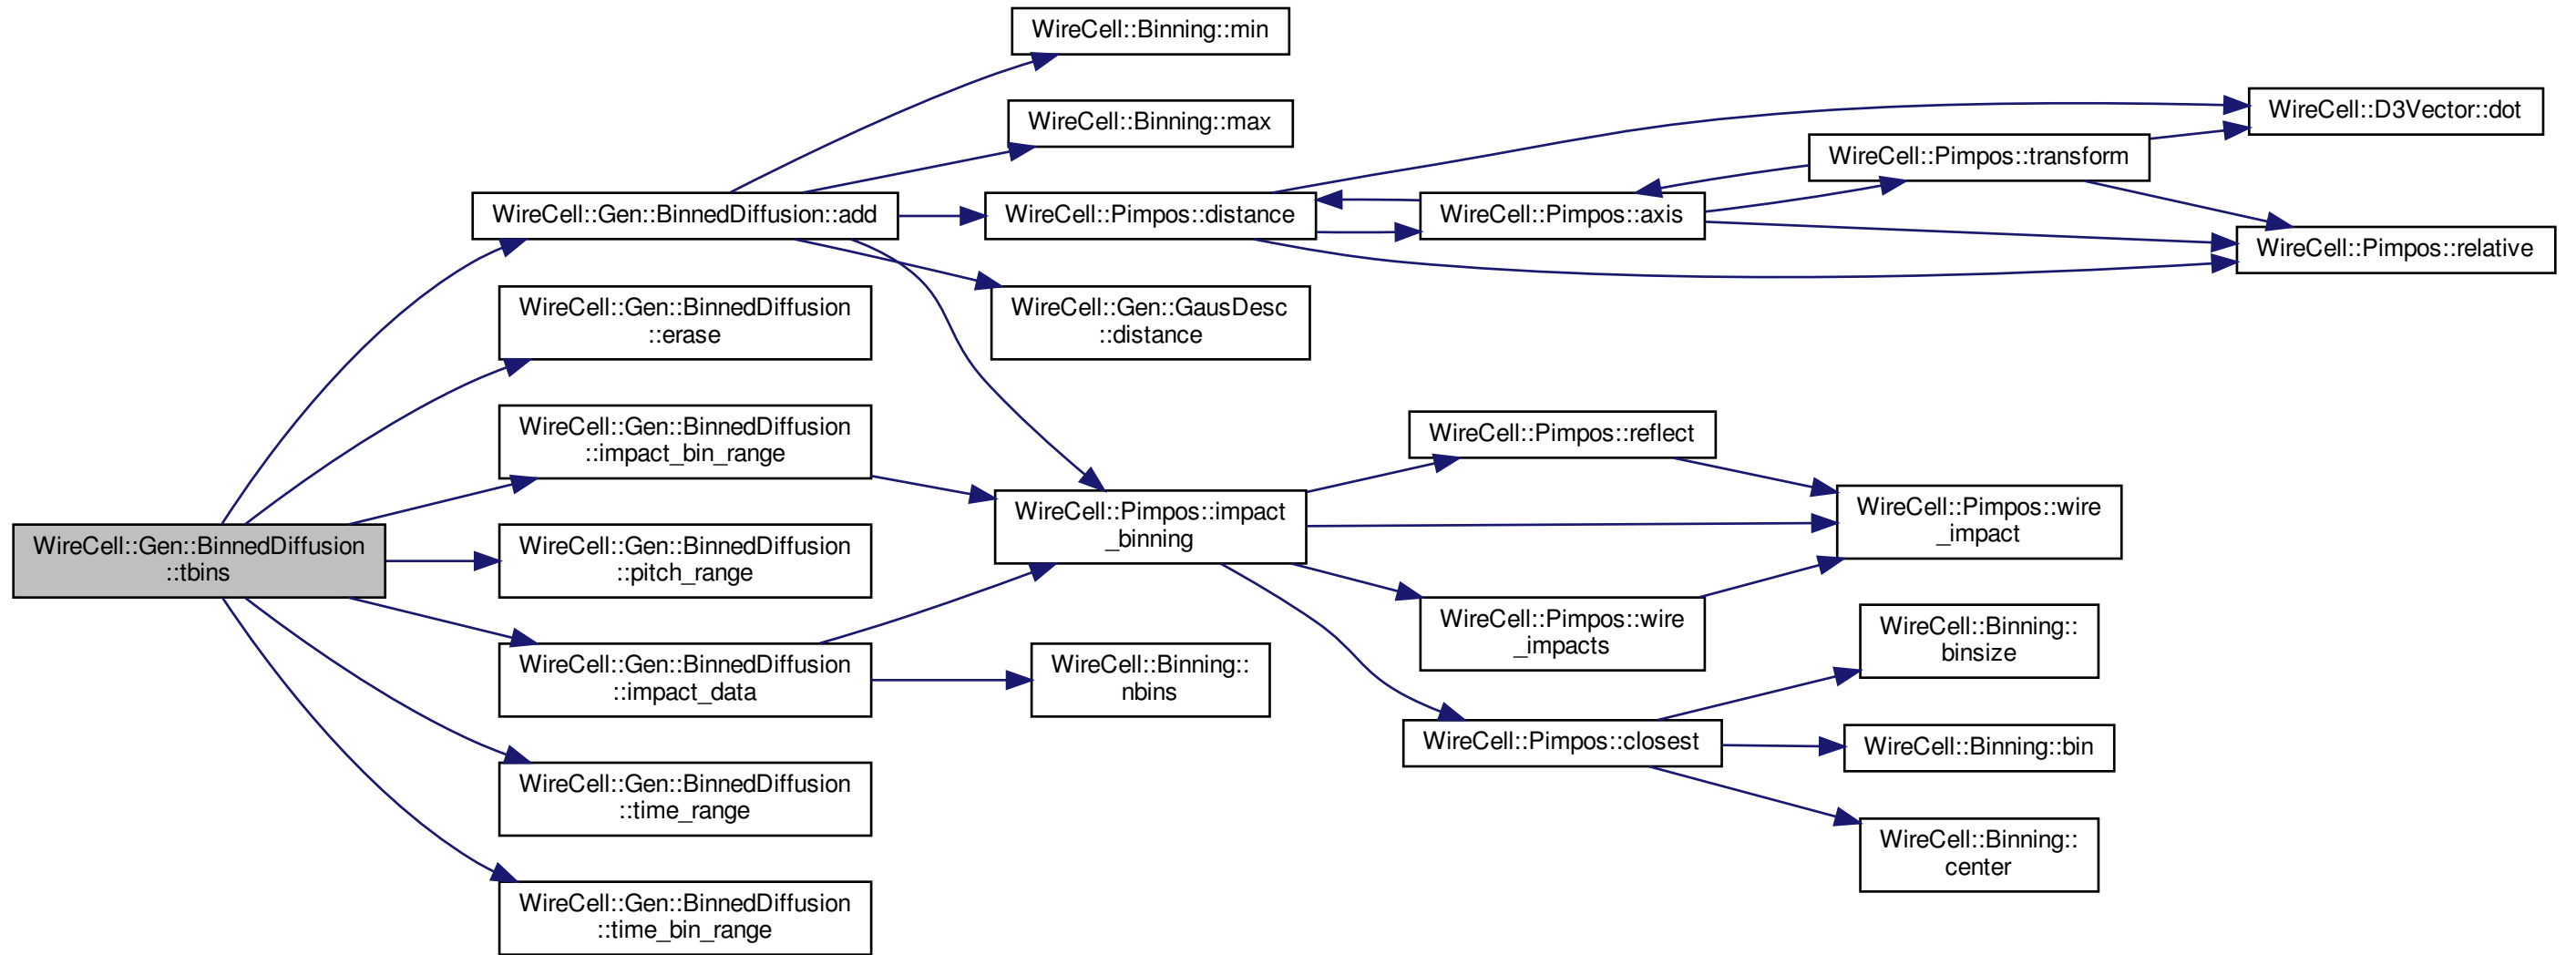 WireCell::Binning::min
WireCell::Binning::max
WireCell::D3Vector::dot
WireCell::Pimpos::transform
WireCell::Gen::BinnedDiffusion::add
WireCell::Pimpos::distance
WireCell::Pimpos::axis
WireCell::Pimpos::relative
WireCell::Gen::BinnedDiffusion
::erase
WireCell::Gen::GausDesc
::distance
WireCell::Gen::BinnedDiffusion
::impact_bin_range
WireCell::Pimpos::reflect
WireCell::Gen::BinnedDiffusion
::tbins
WireCell::Gen::BinnedDiffusion
::pitch_range
WireCell::Pimpos::impact
_binning
WireCell::Pimpos::wire
_impact
WireCell::Pimpos::wire
_impacts
WireCell::Binning::
binsize
WireCell::Gen::BinnedDiffusion
::impact_data
WireCell::Binning::
nbins
WireCell::Pimpos::closest
WireCell::Binning::bin
WireCell::Gen::BinnedDiffusion
::time_range
WireCell::Binning::
center
WireCell::Gen::BinnedDiffusion
::time_bin_range